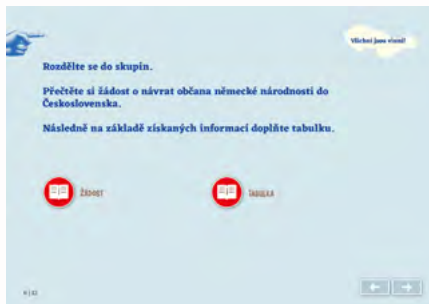 Všichni jsou vinni?
Rozdělte se do skupin.
Přečtěte si žádost o návrat občana německé národnosti do
Československa.
Následně na základě získaných informací doplňte tabulku.
ŽÁDOST
TABULKA